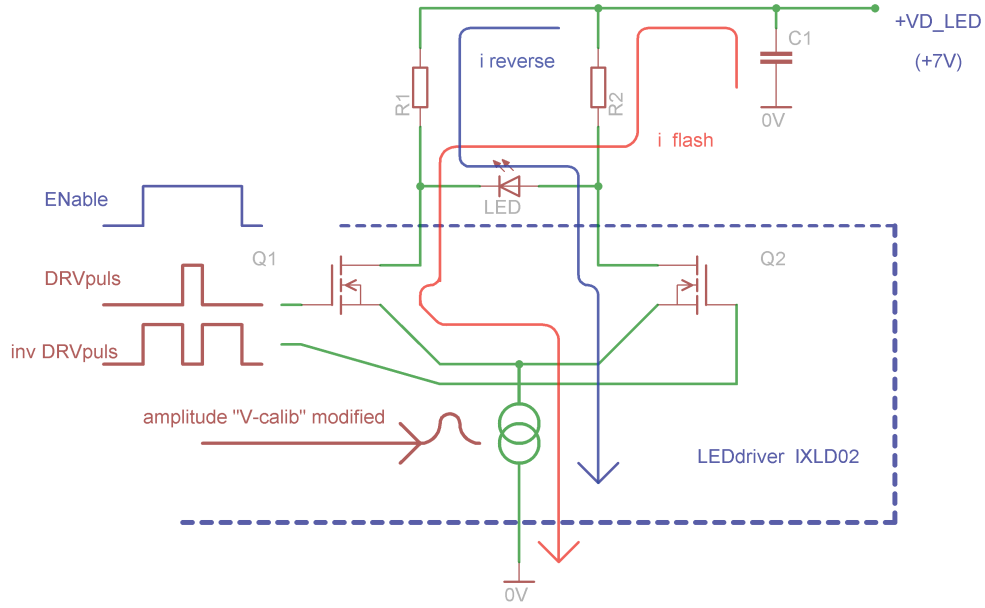 +VD_LED
C1
i reverse
(+7V)
R1
R2
0V
i flash
ENable
LED
Q1
Q2
DRVpuls
inv DRVpuls
amplitude "V-calib" modified
LEDdriver IXLD02
0V